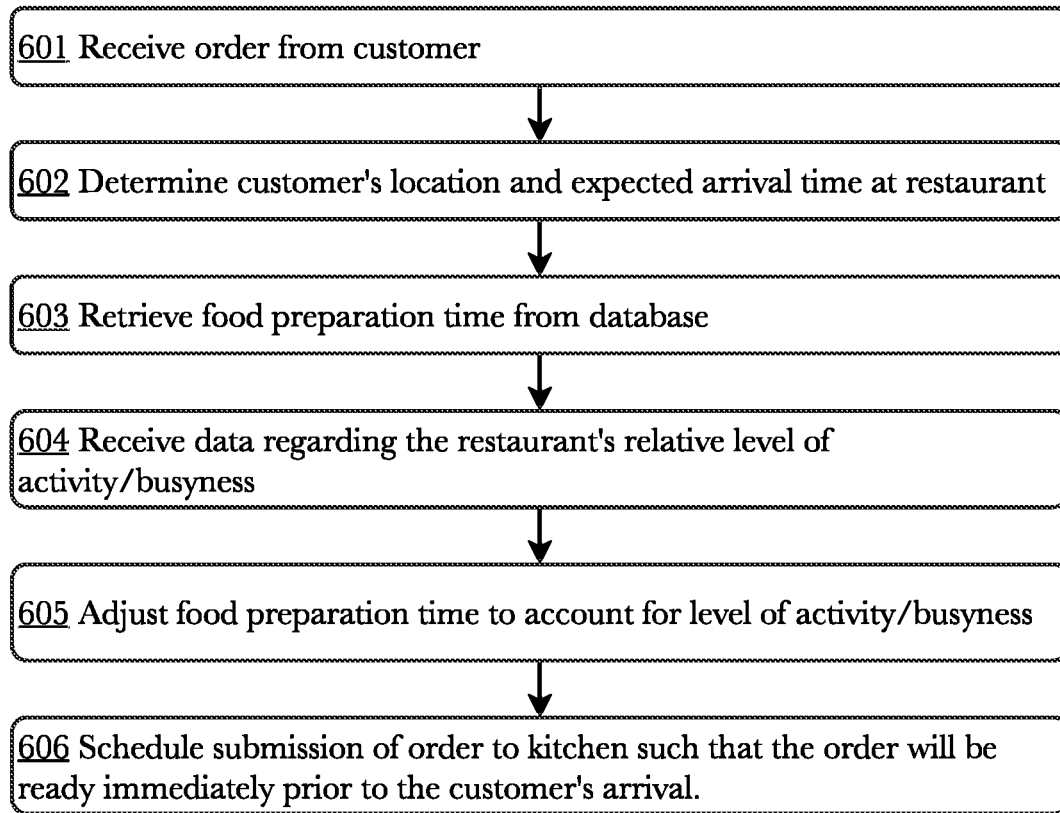 601 Receive order from customer
602 Determine customer's location and expected arrival time at restaurant
603 Retrieve food preparation time from database
604 Receive data regarding the restaurant's relative level of
activity/busyness
605 Adjust food preparation time to account for level of activity/busyness
606 Schedule submission of order to kitchen such that the order will be
ready immediately prior to the customer's arrival.